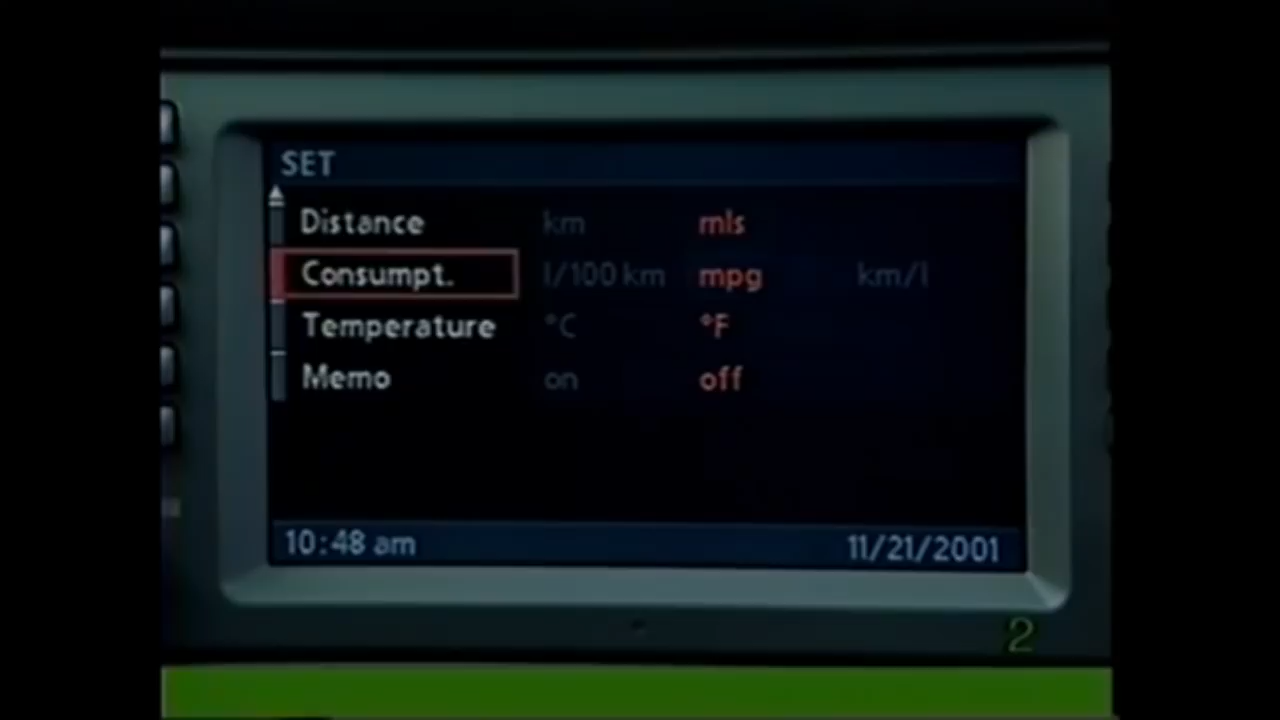 SET
Distance km mls
Consumpt. l/100 km mpg km/l
Temperature °C °F
Memo on off
10:48 am 11/21/2001
2